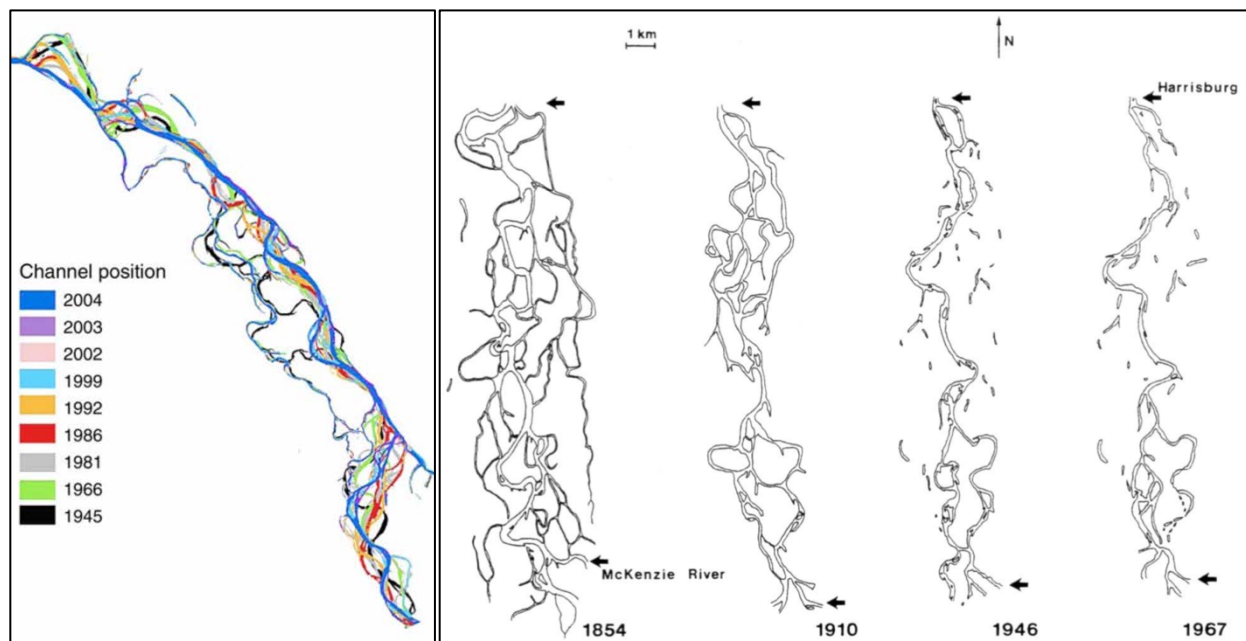 Channel position
2004
2003
2002
1999
1992
1986
1981
1966
1945
1 km
N
Harrisburg
McKenzie River
1854
1910
1946
1967